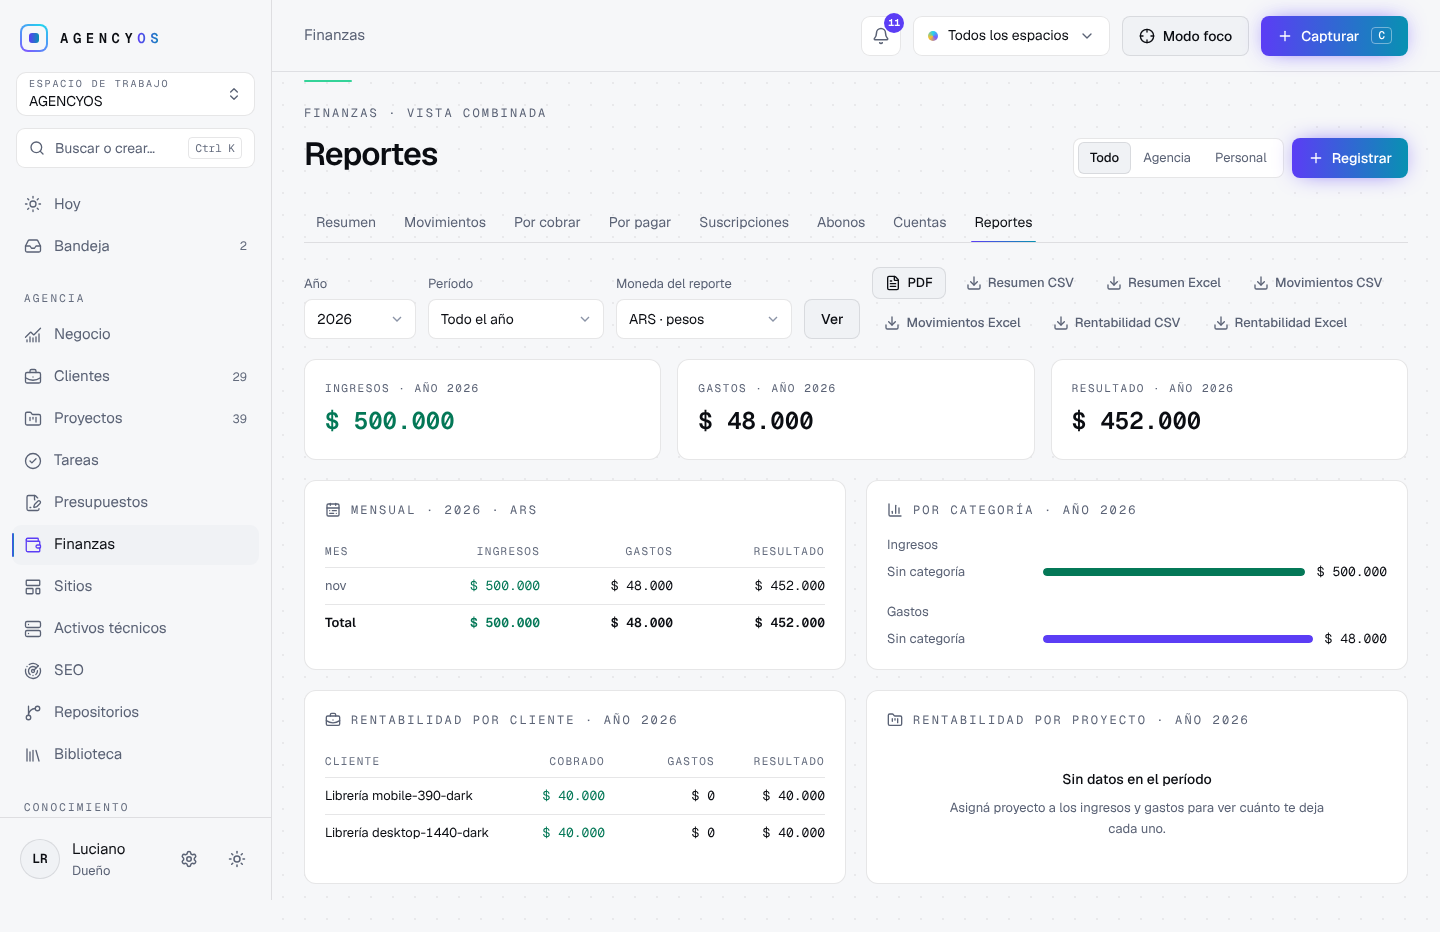 AGENCYOS
ESPACIO DE TRABAJO
AGENCYOS
Buscar o crear... Ctrl K
Hoy
Bandeja 2
AGENCIA
Negocio
Clientes 29
Proyectos 39
Tareas
Presupuestos
Finanzas
Sitios
Activos técnicos
SEO
Repositorios
Biblioteca
CONOCIMIENTO
LR
Luciano
Dueño
Finanzas
11
Todos los espacios
Modo foco
Capturar C
FINANZAS · VISTA COMBINADA
Reportes
Todo Agencia Personal
Registrar
Resumen Movimientos Por cobrar Por pagar Suscripciones Abonos Cuentas Reportes
Año Período Moneda del reporte
2026 Todo el año ARS · pesos Ver
PDF Resumen CSV Resumen Excel Movimientos CSV
Movimientos Excel Rentabilidad CSV Rentabilidad Excel
INGRESOS · AÑO 2026
$ 500.000
GASTOS · AÑO 2026
$ 48.000
RESULTADO · AÑO 2026
$ 452.000
MENSUAL · 2026 · ARS
MES INGRESOS GASTOS RESULTADO
nov $ 500.000 $ 48.000 $ 452.000
Total $ 500.000 $ 48.000 $ 452.000
POR CATEGORÍA · AÑO 2026
Ingresos
Sin categoría $ 500.000
Gastos
Sin categoría $ 48.000
RENTABILIDAD POR CLIENTE · AÑO 2026
CLIENTE COBRADO GASTOS RESULTADO
Librería mobile-390-dark $ 40.000 $ 0 $ 40.000
Librería desktop-1440-dark $ 40.000 $ 0 $ 40.000
RENTABILIDAD POR PROYECTO · AÑO 2026
Sin datos en el período
Asigná proyecto a los ingresos y gastos para ver cuánto te deja
cada uno.